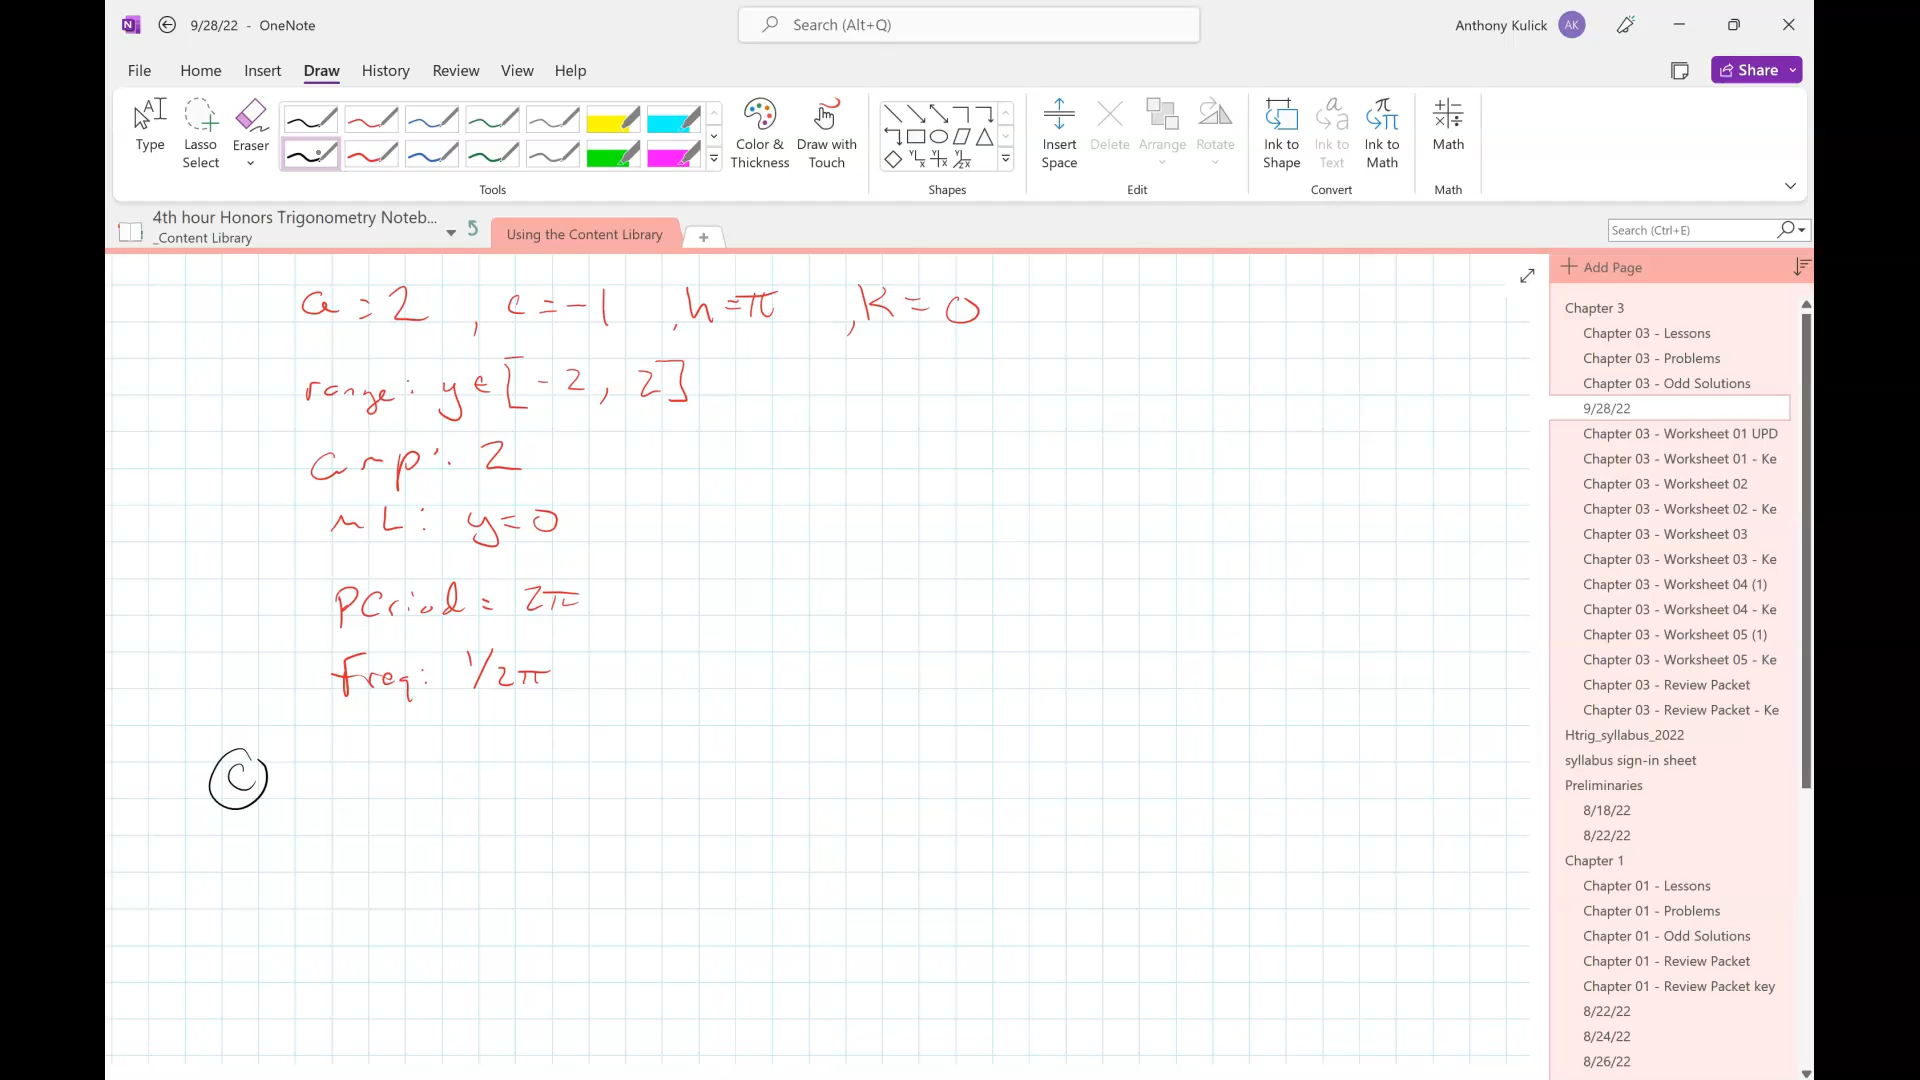 9/28/22 - OneNote
Search (Alt+Q)
Anthony Kulick
AK
File Home Insert Draw History Review View Help
Share
Type
Lasso Select
Eraser
Color & Thickness
Draw with Touch
Insert Space
Delete
Arrange
Rotate
Ink to Shape
Ink to Text
Ink to Math
Math
Tools
Shapes
Edit
Convert
Math
4th hour Honors Trigonometry Noteb...
_Content Library
Using the Content Library
Search (Ctrl+E)
a = 2 , c = -1 , h = π , K = 0
range: y ∈ [-2, 2]
amp: 2
mL: y = 0
period = 2π
freq: 1/2π
C
Add Page
Chapter 3
Chapter 03 - Lessons
Chapter 03 - Problems
Chapter 03 - Odd Solutions
9/28/22
Chapter 03 - Worksheet 01 UPD
Chapter 03 - Worksheet 01 - Ke
Chapter 03 - Worksheet 02
Chapter 03 - Worksheet 02 - Ke
Chapter 03 - Worksheet 03
Chapter 03 - Worksheet 03 - Ke
Chapter 03 - Worksheet 04 (1)
Chapter 03 - Worksheet 04 - Ke
Chapter 03 - Worksheet 05 (1)
Chapter 03 - Worksheet 05 - Ke
Chapter 03 - Review Packet
Chapter 03 - Review Packet - Ke
Htrig_syllabus_2022
syllabus sign-in sheet
Preliminaries
8/18/22
8/22/22
Chapter 1
Chapter 01 - Lessons
Chapter 01 - Problems
Chapter 01 - Odd Solutions
Chapter 01 - Review Packet
Chapter 01 - Review Packet key
8/22/22
8/24/22
8/26/22